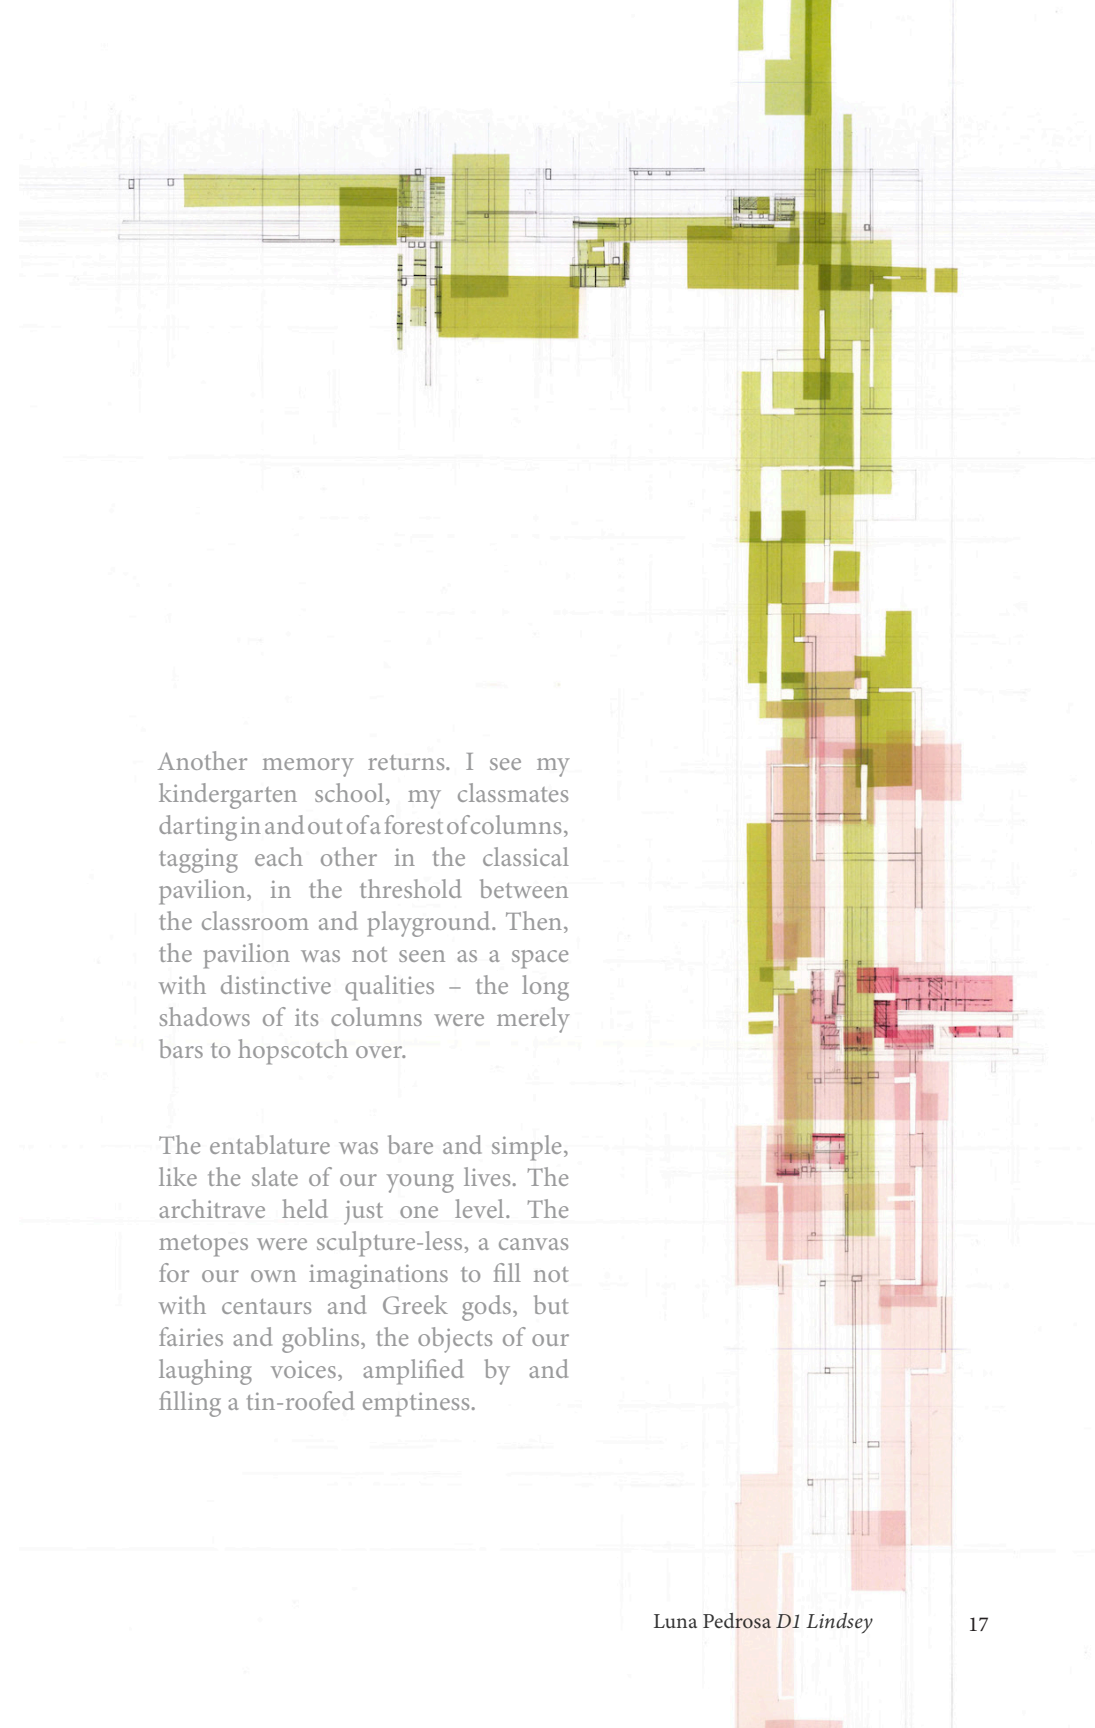 Another memory returns. I see my
kindergarten school, my classmates
darting in and out of a forest of columns,
tagging each other in the classical
pavilion, in the threshold between
the classroom and playground. Then,
the pavilion was not seen as a space
with distinctive qualities – the long
shadows of its columns were merely
bars to hopscotch over.
The entablature was bare and simple,
like the slate of our young lives. The
architrave held just one level. The
metopes were sculpture-less, a canvas
for our own imaginations to fill not
with centaurs and Greek gods, but
fairies and goblins, the objects of our
laughing voices, amplified by and
filling a tin-roofed emptiness.
Luna Pedrosa D1 Lindsey 17